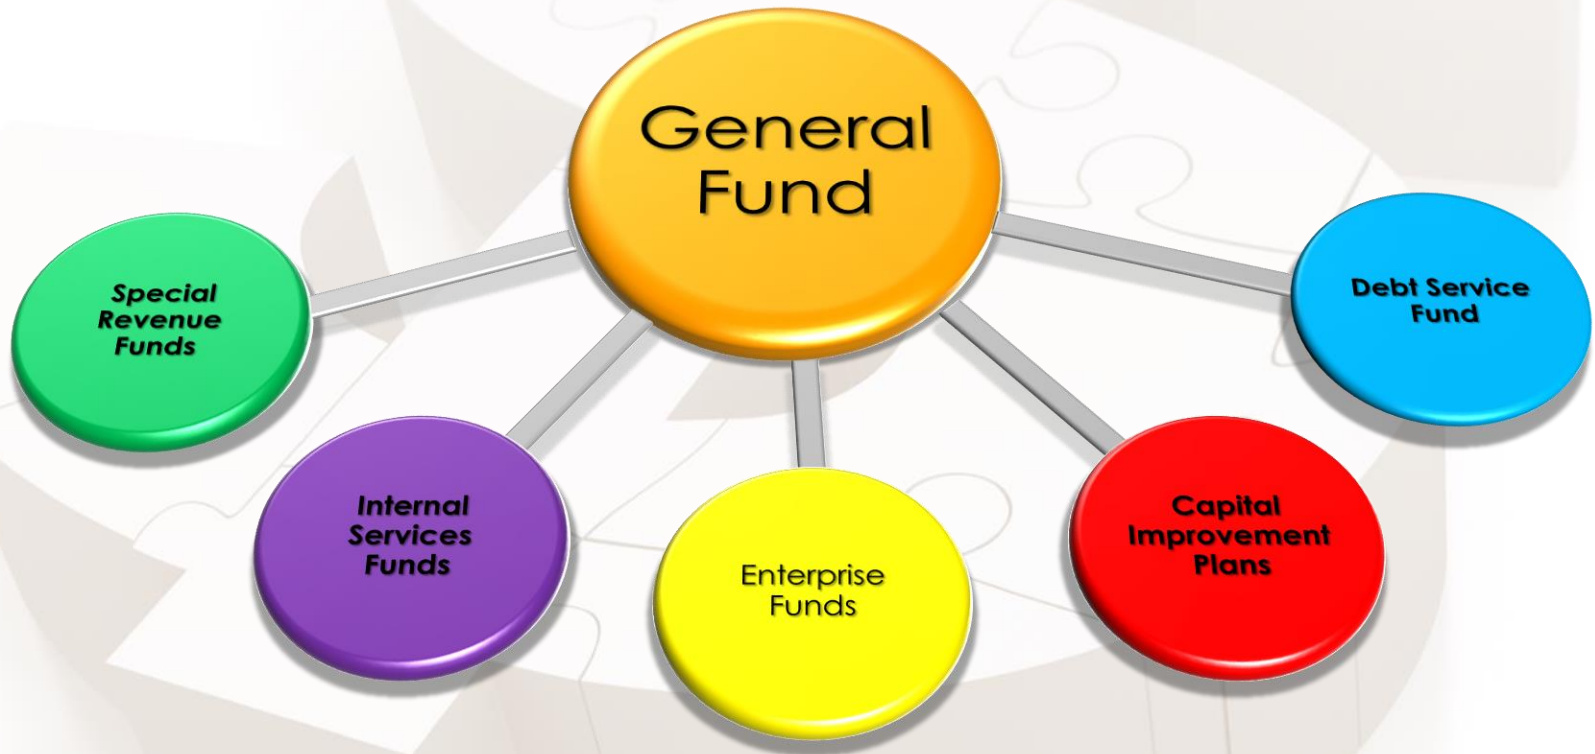 General
Fund
Special
Revenue
Funds
Internal
Services
Funds
Enterprise
Funds
Capital
Improvement
Plans
Debt Service
Fund